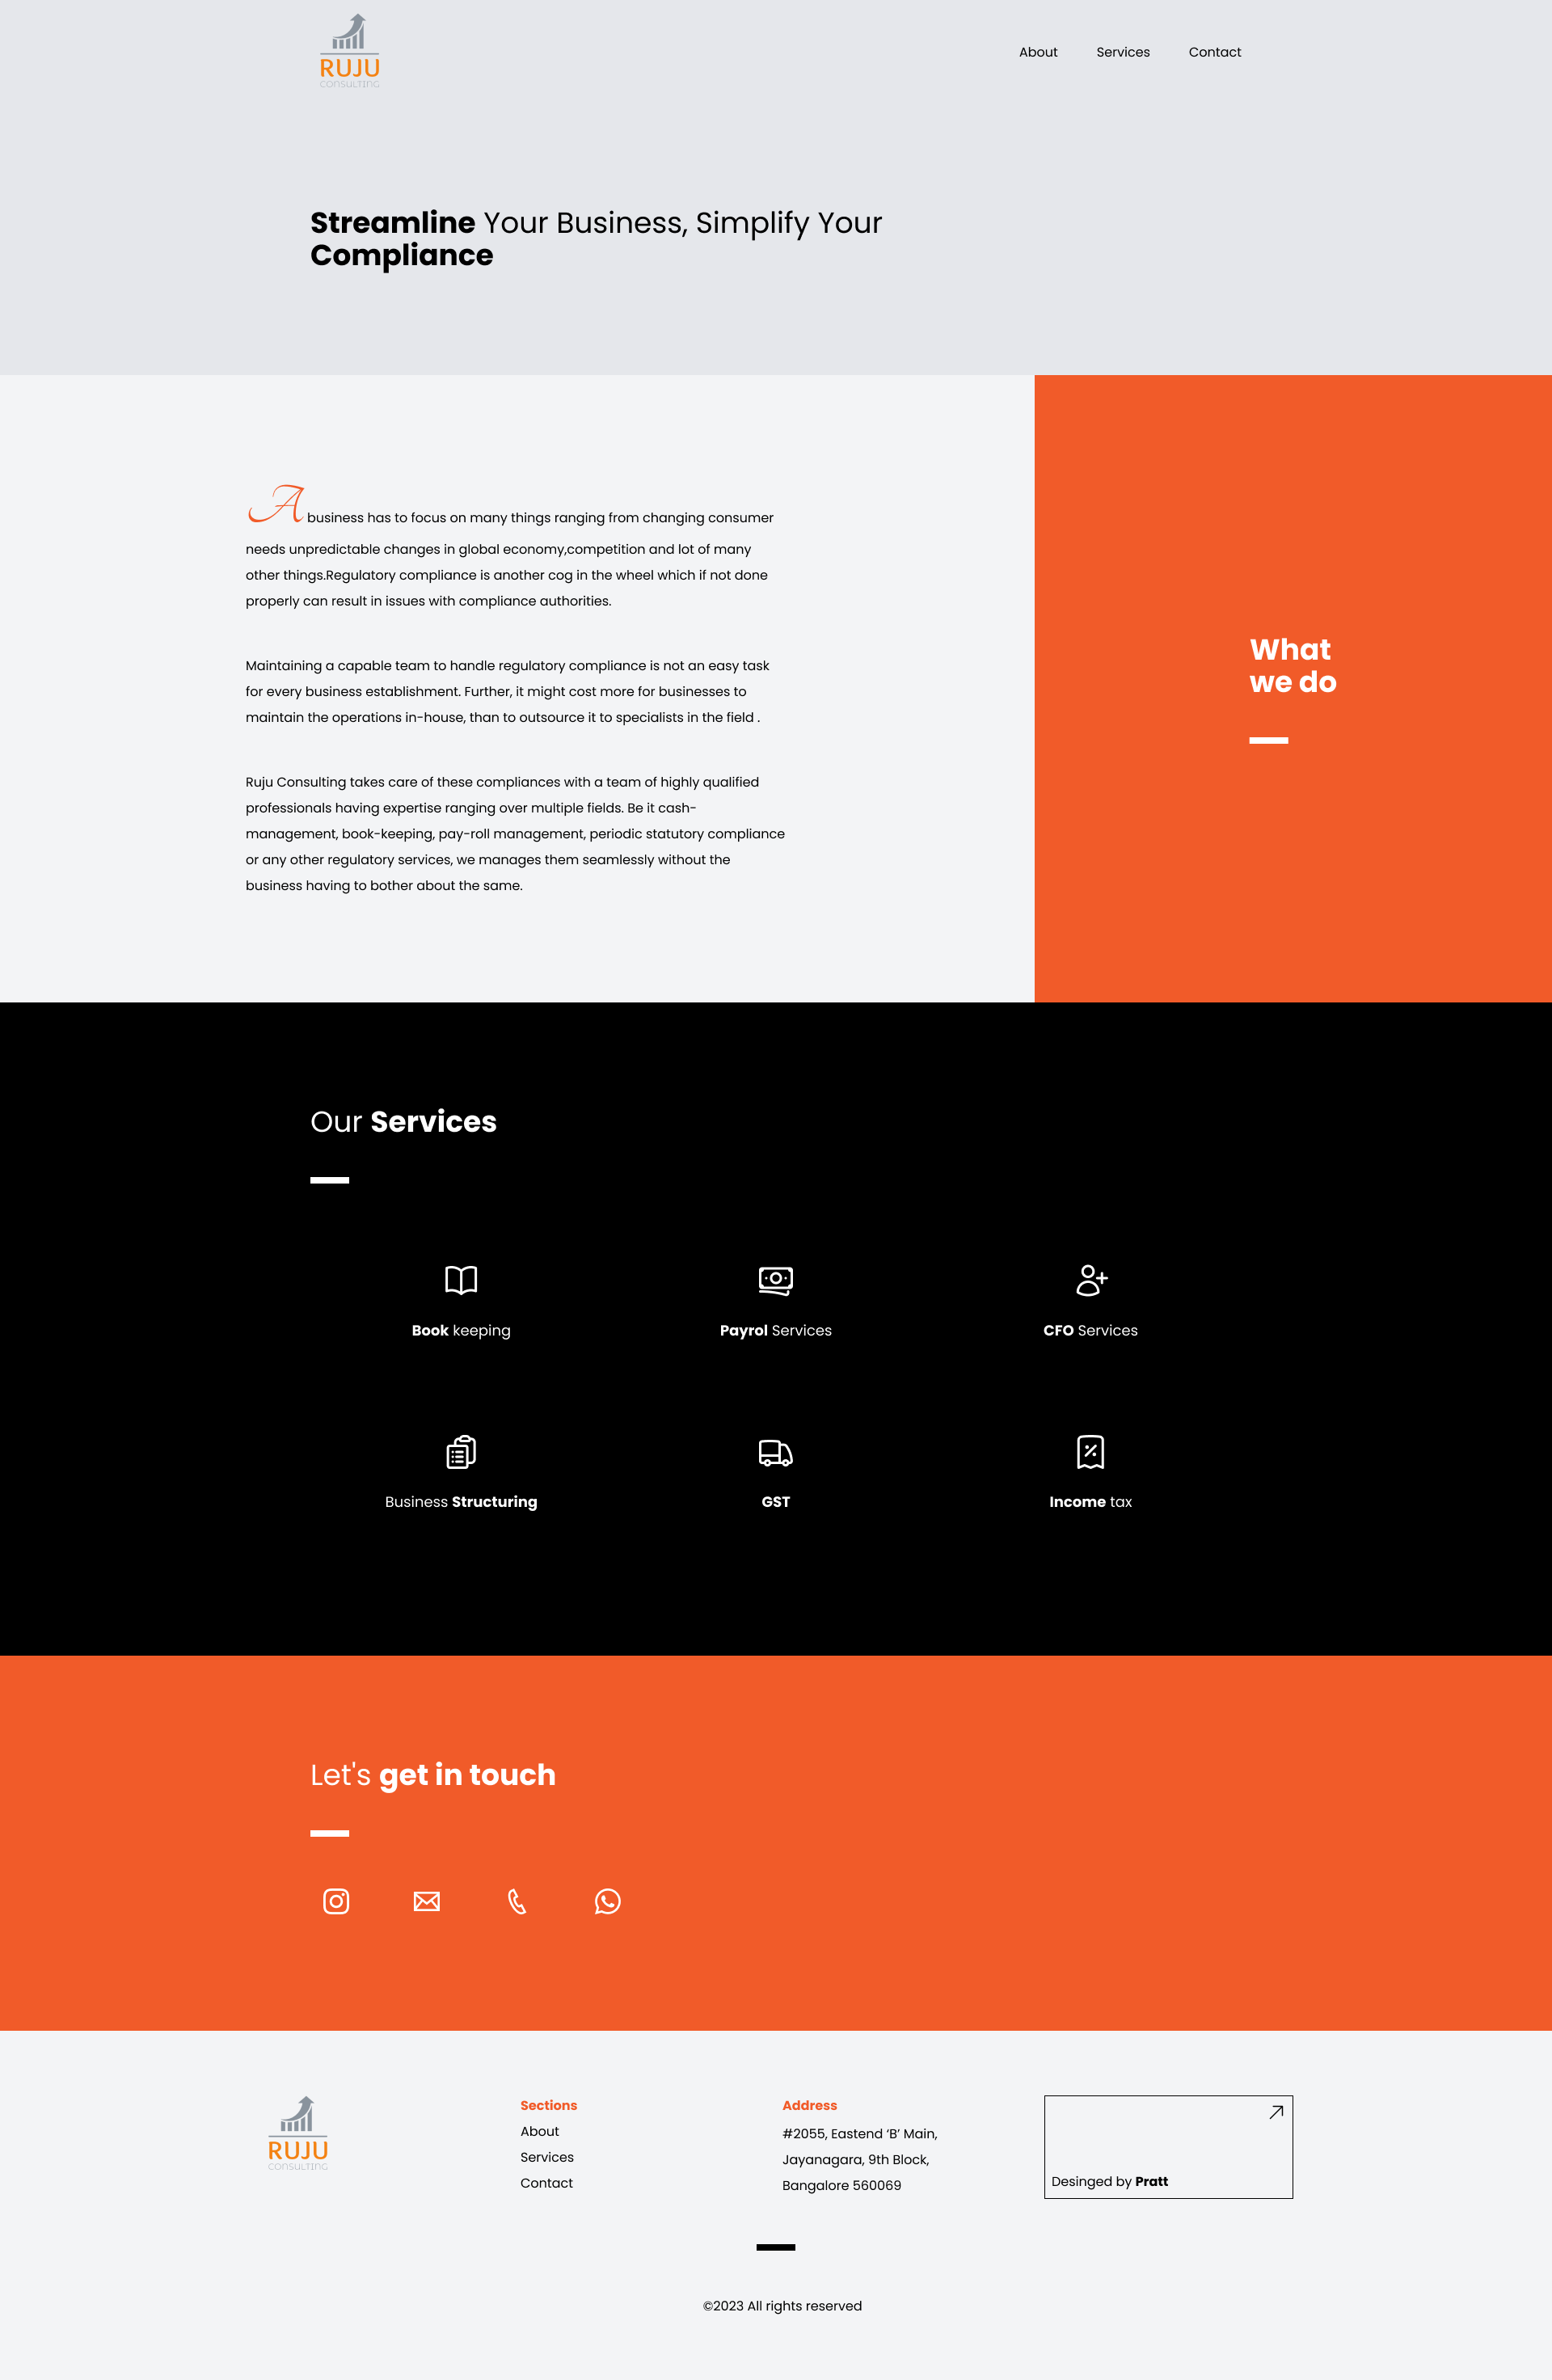 RUJU
CONSULTING
About
Services
Contact
Streamline Your Business, Simplify Your
Compliance
A business has to focus on many things ranging from changing consumer
needs unpredictable changes in global economy,competition and lot of many
other things.Regulatory compliance is another cog in the wheel which if not done
properly can result in issues with compliance authorities.
Maintaining a capable team to handle regulatory compliance is not an easy task
for every business establishment. Further, it might cost more for businesses to
maintain the operations in-house, than to outsource it to specialists in the field .
Ruju Consulting takes care of these compliances with a team of highly qualified
professionals having expertise ranging over multiple fields. Be it cash-
management, book-keeping, pay-roll management, periodic statutory compliance
or any other regulatory services, we manages them seamlessly without the
business having to bother about the same.
What
we do
Our Services
Book keeping
Payrol Services
CFO Services
Business Structuring
GST
Income tax
Let's get in touch
RUJU
CONSULTING
Sections
About
Services
Contact
Address
#2055, Eastend ‘B’ Main,
Jayanagara, 9th Block,
Bangalore 560069
Desinged by Pratt
©2023 All rights reserved